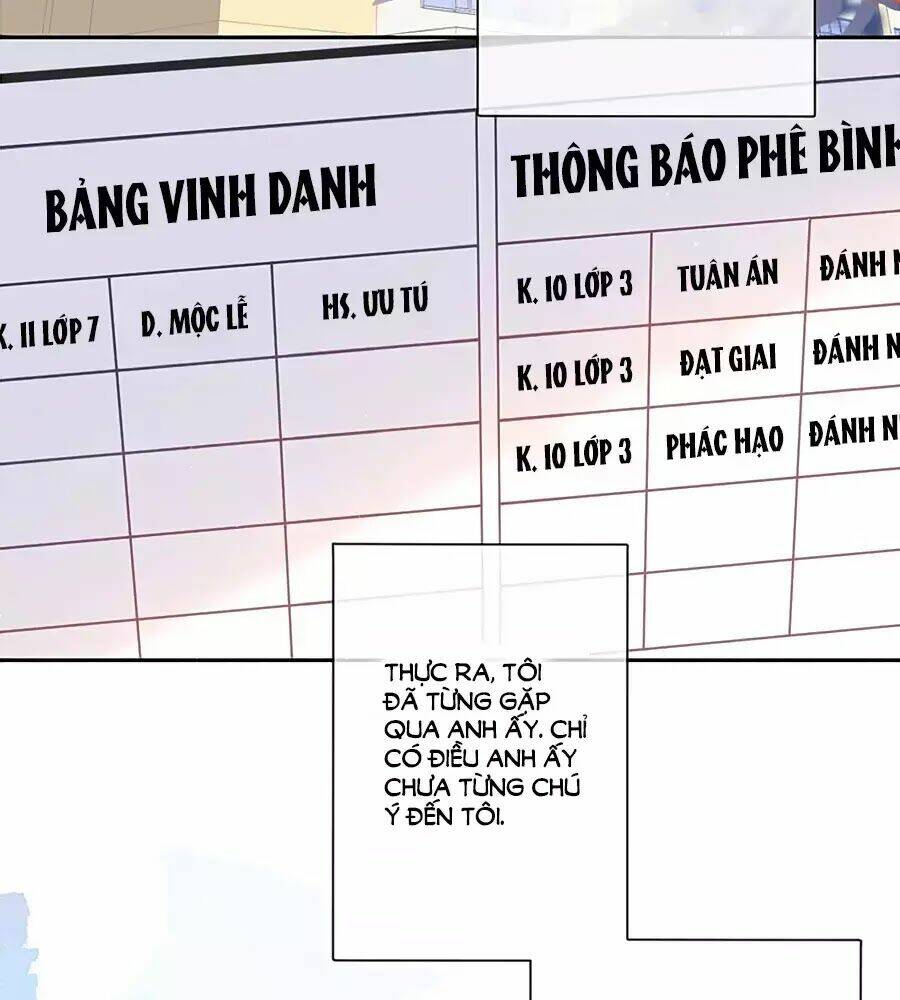 BẢNG VINH DANH
K. 11 LỚP 7 D. MỘC LỄ HS. ƯU TÚ
THÔNG BÁO PHÊ BÌNH
K. 10 LỚP 3 TUÂN ÁN ĐÁNH
K. 10 LỚP 3 ĐẠT GIAI ĐÁNH
K. 10 LỚP 3 PHÁC HẠO ĐÁNH
THỰC RA, TÔI
ĐÃ TỪNG GẶP
QUA ANH ẤY. CHỈ
CÓ ĐIỀU ANH ẤY
CHƯA TỪNG CHÚ
Ý ĐẾN TÔI.